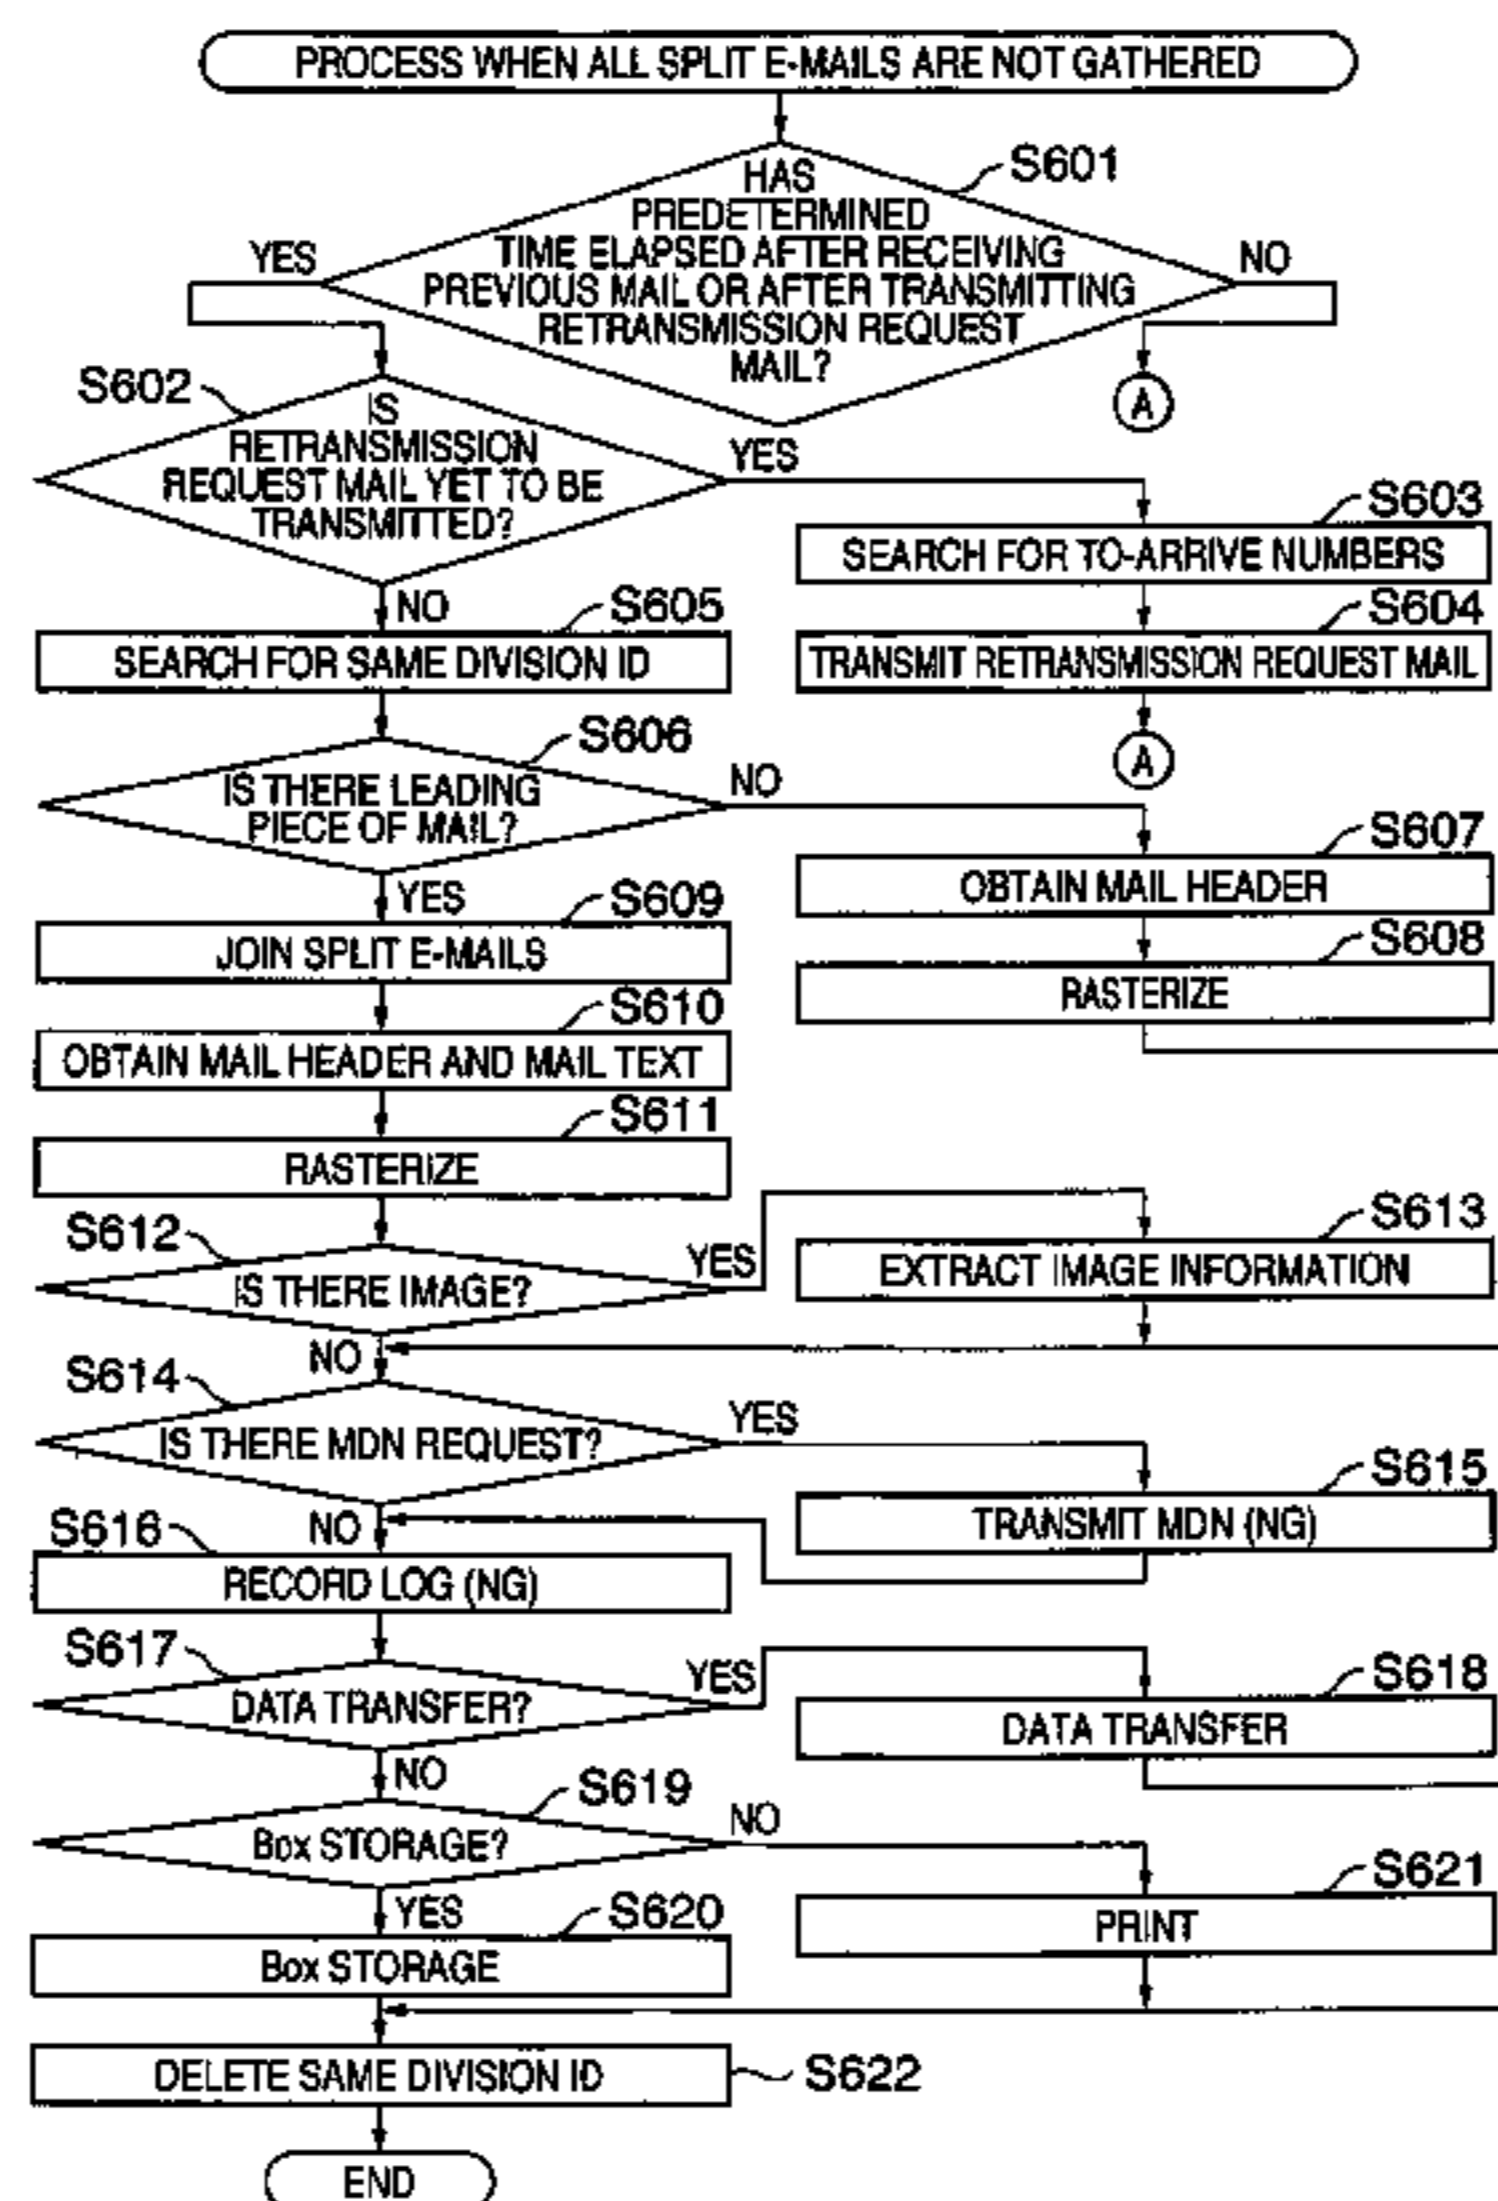 PROCESS WHEN ALL SPLIT E-MAILS ARE NOT GATHERED
S601
HAS
PREDETERMINED
TIME ELAPSED AFTER RECEIVING
PREVIOUS MAIL OR AFTER TRANSMITTING
RETRANSMISSION REQUEST
MAIL?
YES
NO
A
S602
IS
RETRANSMISSION
REQUEST MAIL YET TO BE
TRANSMITTED?
YES
NO
S603
SEARCH FOR TO-ARRIVE NUMBERS
S604
TRANSMIT RETRANSMISSION REQUEST MAIL
A
S605
SEARCH FOR SAME DIVISION ID
S606
IS THERE LEADING
PIECE OF MAIL?
NO
YES
S607
OBTAIN MAIL HEADER
S608
RASTERIZE
S609
JOIN SPLIT E-MAILS
S610
OBTAIN MAIL HEADER AND MAIL TEXT
S611
RASTERIZE
S612
IS THERE IMAGE?
YES
NO
S613
EXTRACT IMAGE INFORMATION
S614
IS THERE MDN REQUEST?
YES
NO
S615
TRANSMIT MDN (NG)
S616
RECORD LOG (NG)
S617
DATA TRANSFER?
YES
NO
S618
DATA TRANSFER
S619
Box STORAGE?
NO
YES
S620
Box STORAGE
S621
PRINT
DELETE SAME DIVISION ID
S622
END